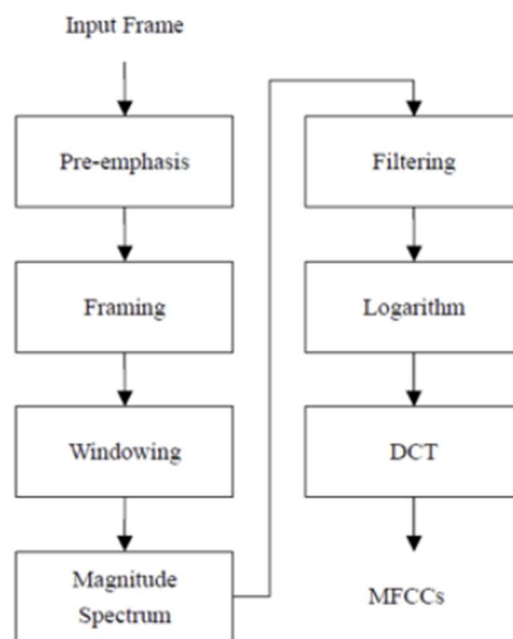 Input Frame
Pre-emphasis
Framing
Windowing
Magnitude
Spectrum
Filtering
Logarithm
DCT
MFCCs